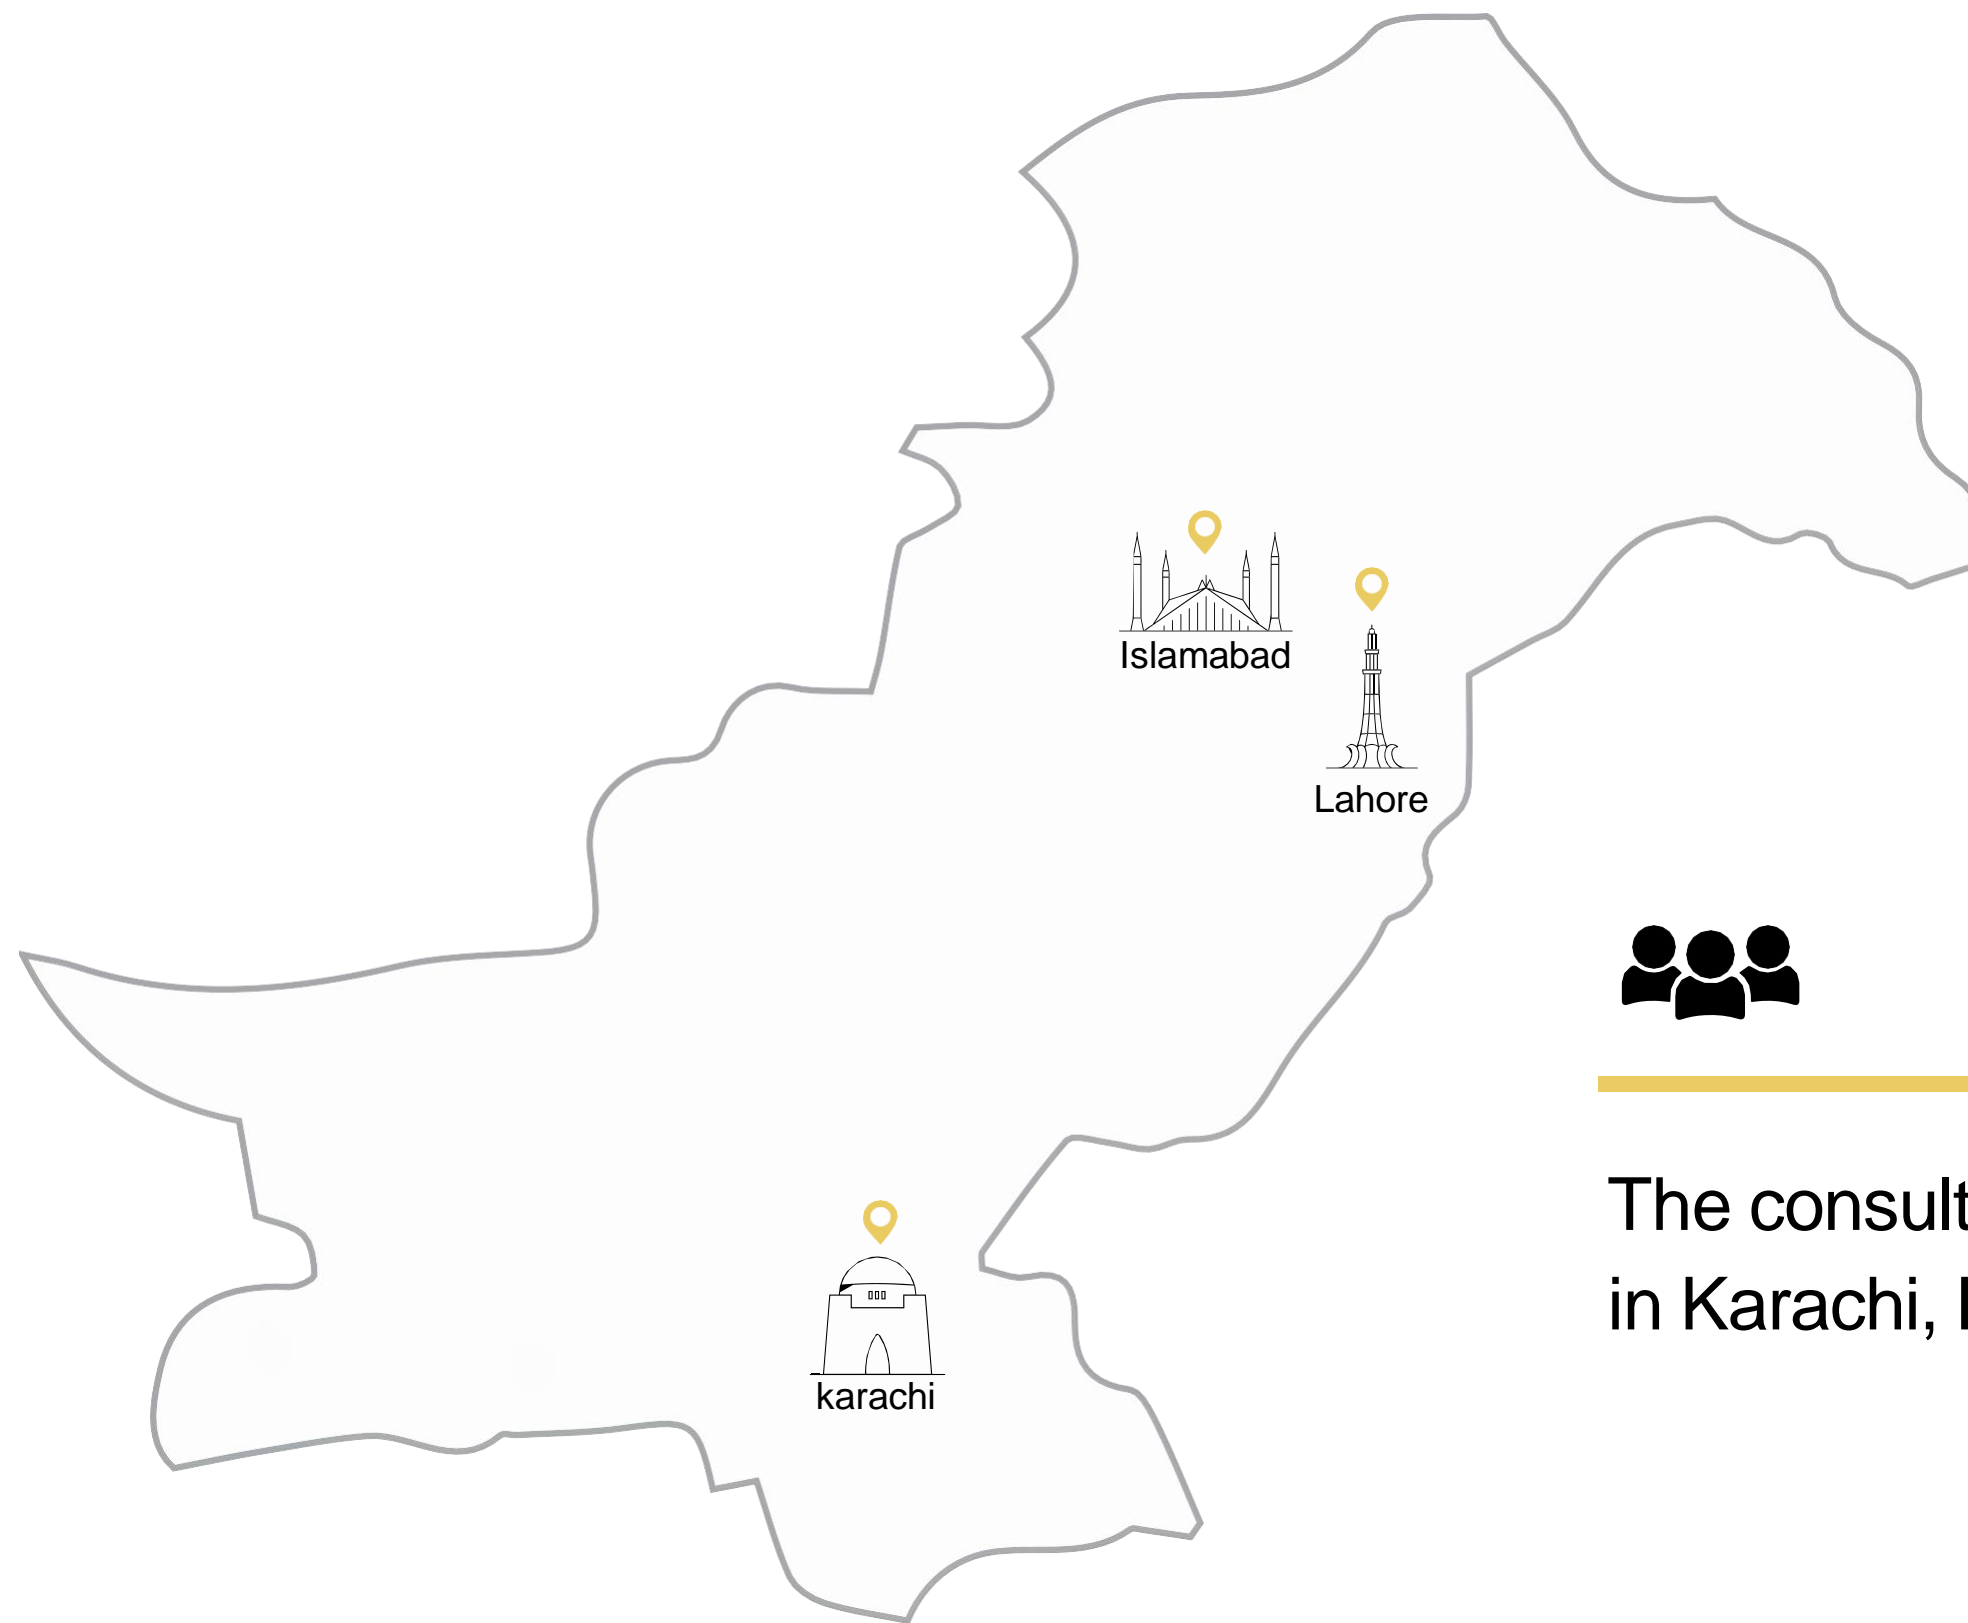 Islamabad
Lahore
karachi
The consult
in Karachi,